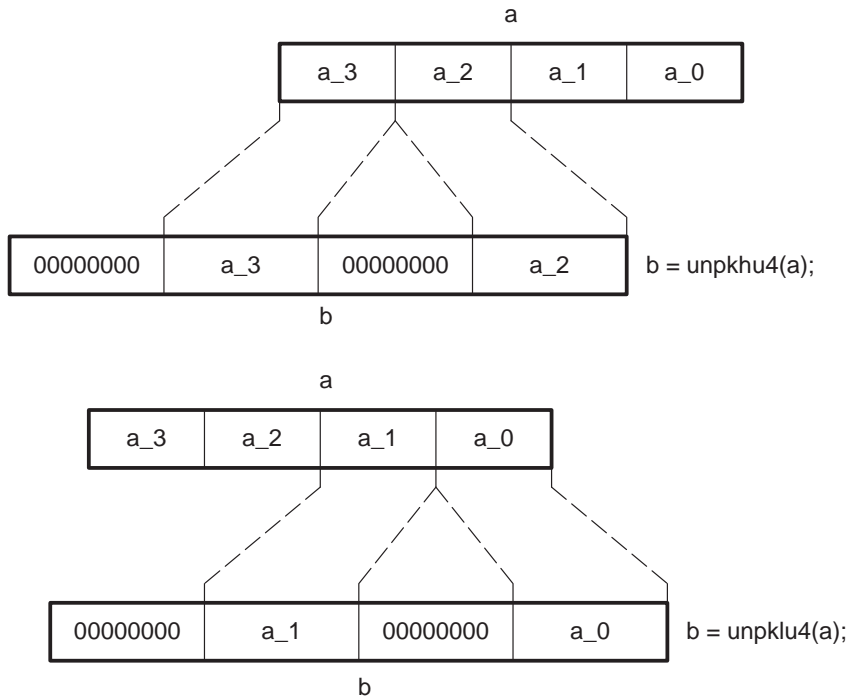 a
a_3 a_2 a_1 a_0
00000000 a_3 00000000 a_2 b = unpkhu4(a);
b
a
a_3 a_2 a_1 a_0
00000000 a_1 00000000 a_0 b = unpklu4(a);
b